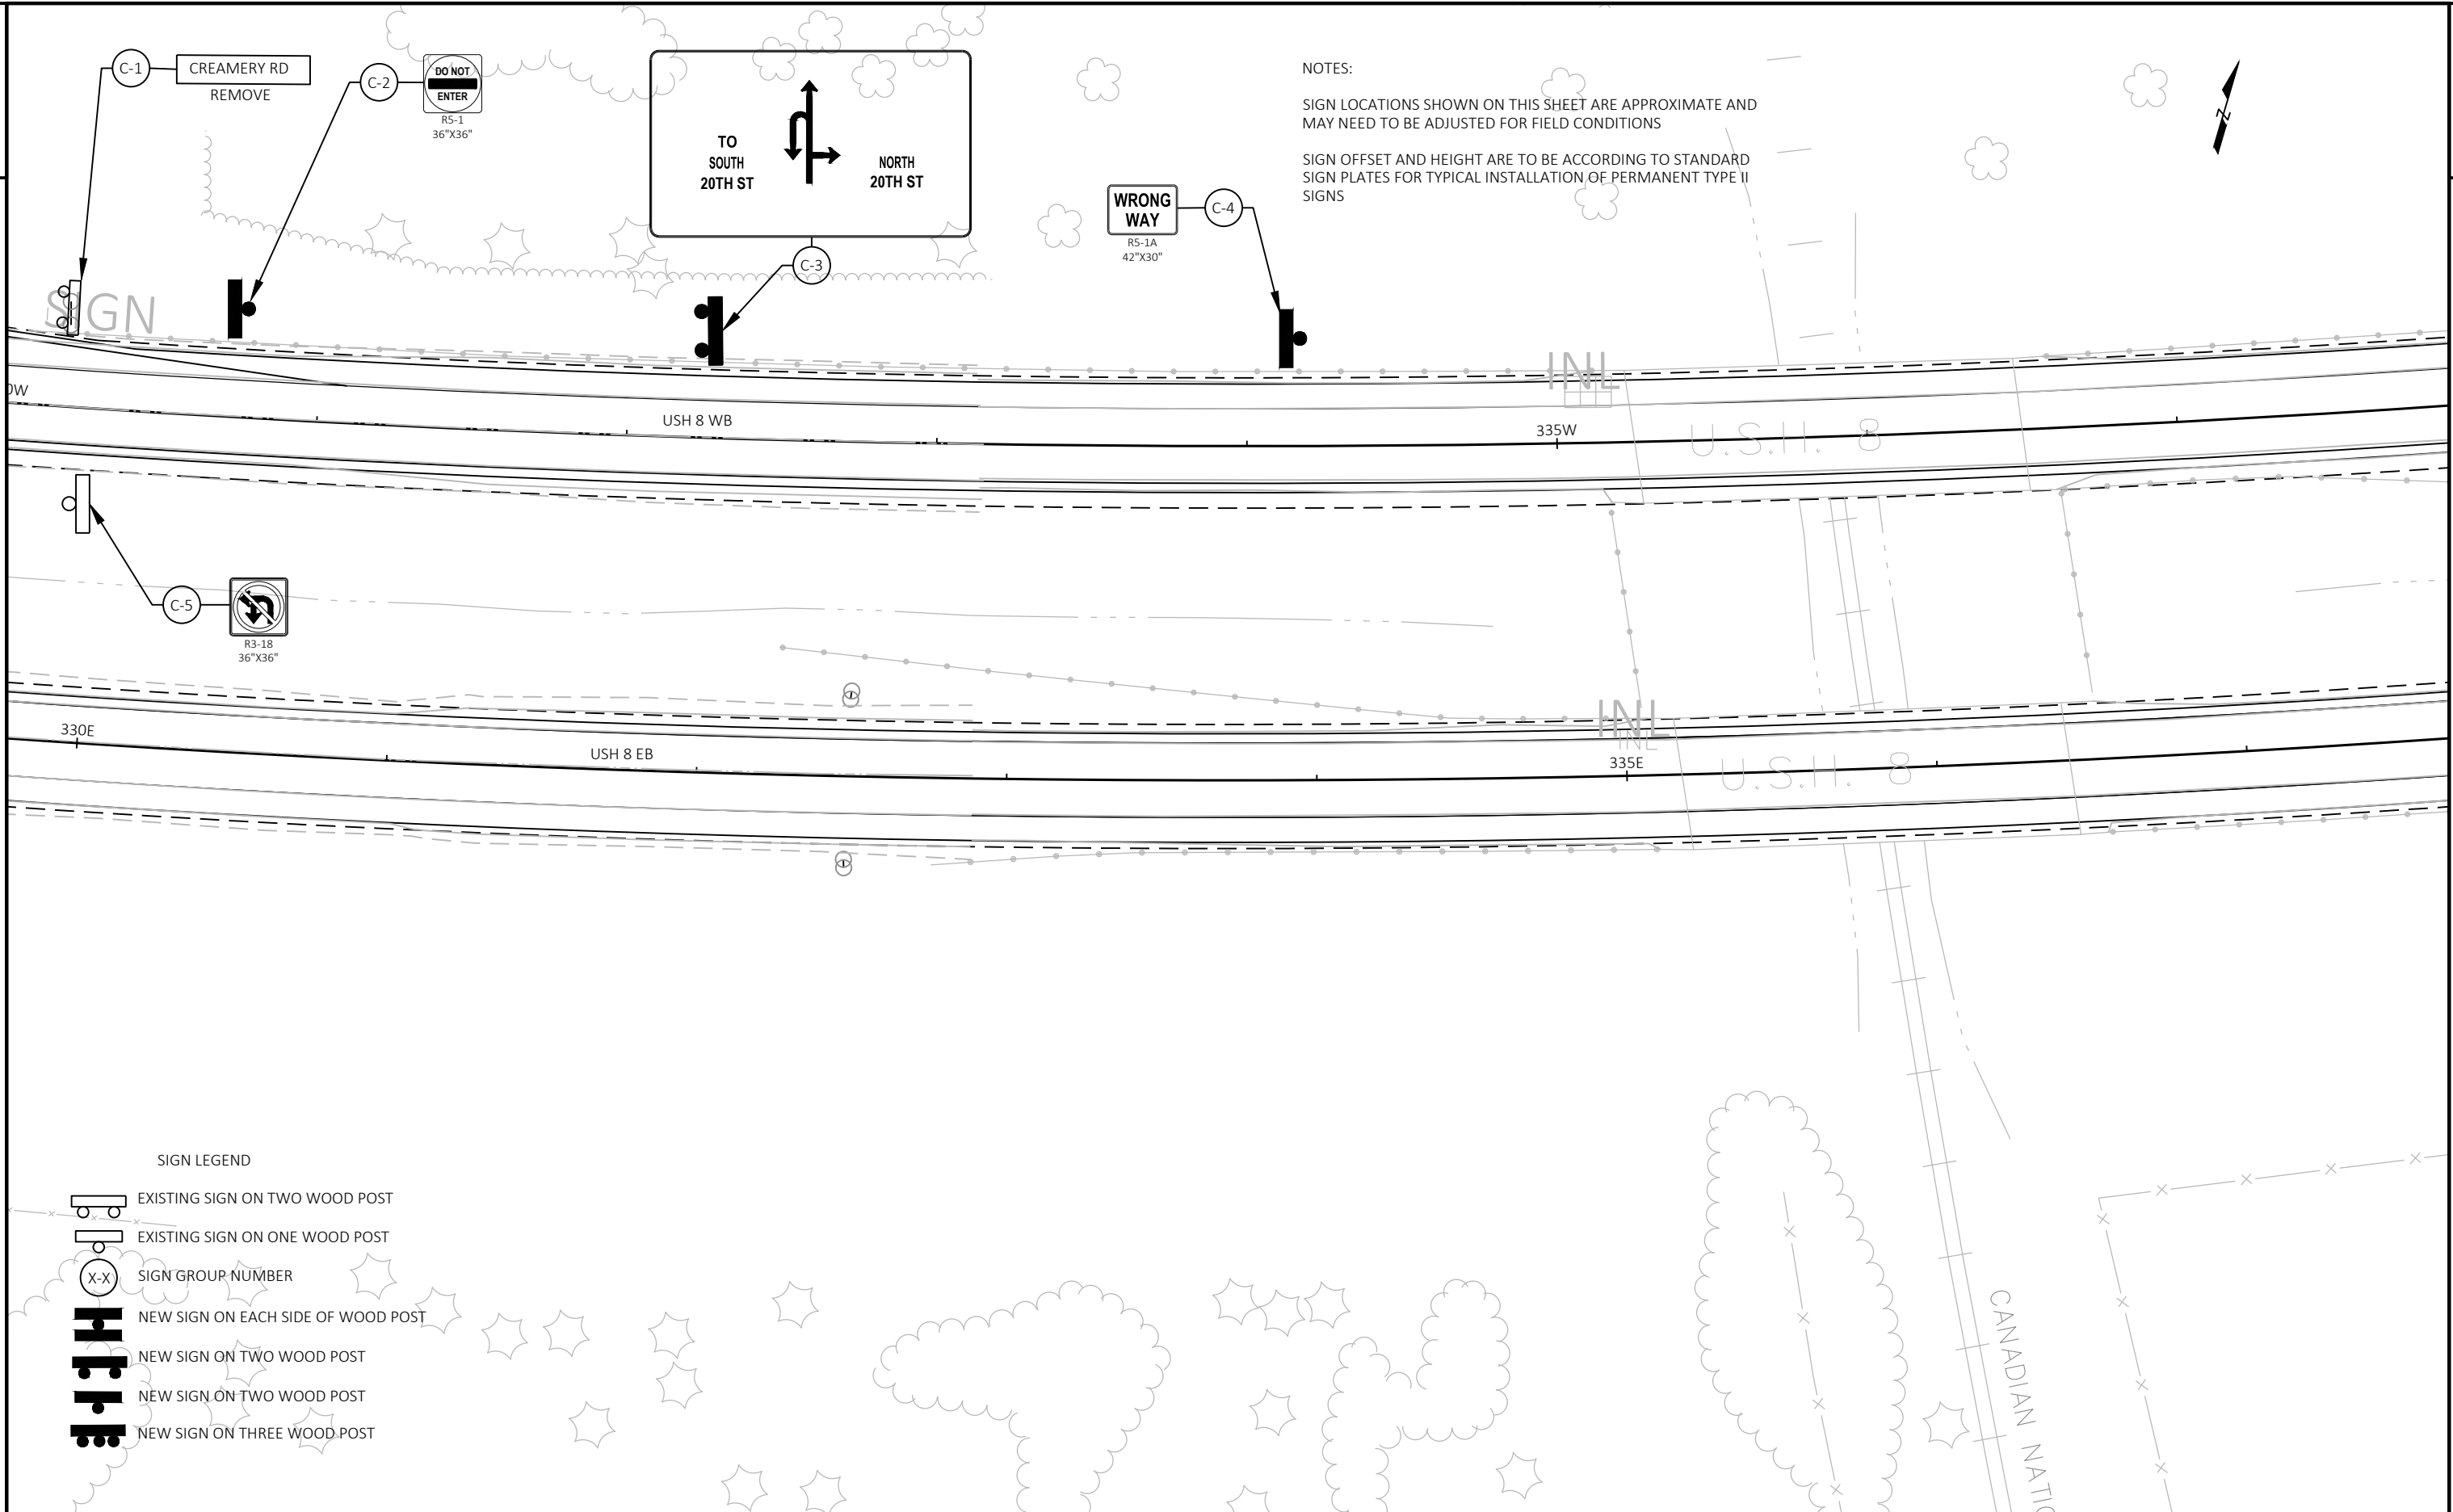 C-1
CREAMERY RD
REMOVE
C-2
DO NOT
ENTER
R5-1
36"X36"
TO
SOUTH
20TH ST
NORTH
20TH ST
C-3
WRONG
WAY
R5-1A
42"X30"
C-4
NOTES:
SIGN LOCATIONS SHOWN ON THIS SHEET ARE APPROXIMATE AND
MAY NEED TO BE ADJUSTED FOR FIELD CONDITIONS
SIGN OFFSET AND HEIGHT ARE TO BE ACCORDING TO STANDARD
SIGN PLATES FOR TYPICAL INSTALLATION OF PERMANENT TYPE II
SIGNS
N
SIGN
INL
0W
USH 8 WB
335W
U.S.H. 8
C-5
R3-18
36"X36"
330E
USH 8 EB
INL
INL
335E
U.S.H. 8
SIGN LEGEND
EXISTING SIGN ON TWO WOOD POST
EXISTING SIGN ON ONE WOOD POST
X-X
SIGN GROUP NUMBER
NEW SIGN ON EACH SIDE OF WOOD POST
NEW SIGN ON TWO WOOD POST
NEW SIGN ON TWO WOOD POST
NEW SIGN ON THREE WOOD POST
CANADIAN NATIO